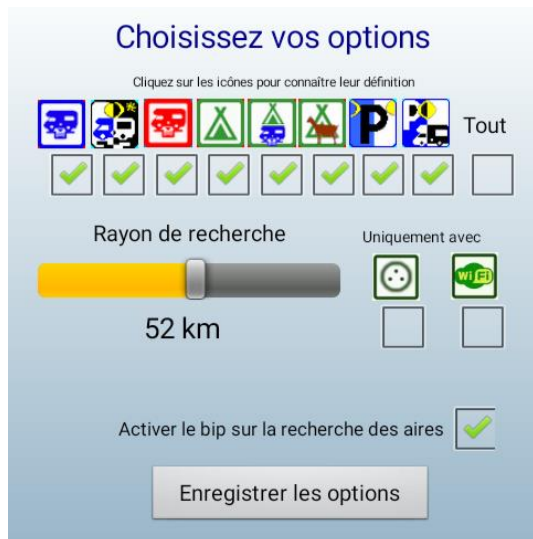 Choisissez vos options
Cliquez sur les icônes pour connaître leur définition
P
Tout
Rayon de recherche
Uniquement avec
WiFi
52 km
Activer le bip sur la recherche des aires
Enregistrer les options